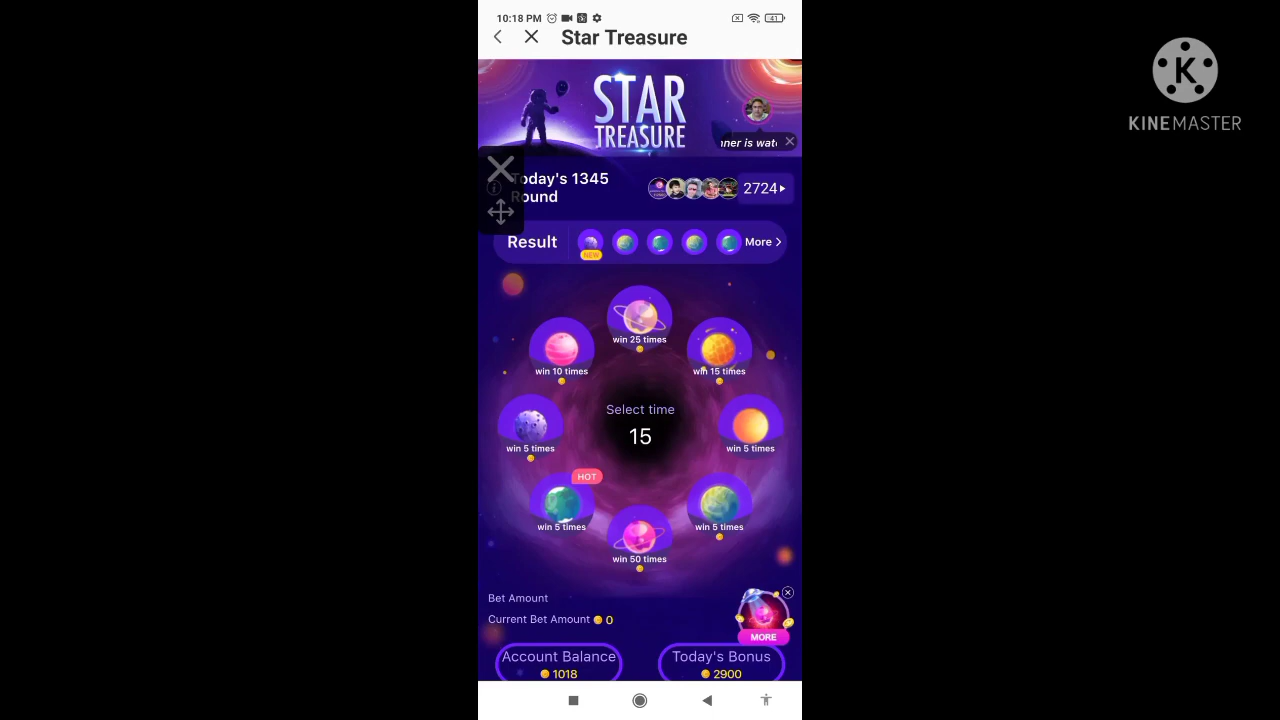 10:18 PM
41
Star Treasure
STAR
TREASURE
ner is wat
Today's 1345
Round
2724
Result
NEW
More
win 25 times
win 10 times
win 15 times
Select time
15
win 5 times
win 5 times
HOT
win 5 times
win 5 times
win 50 times
Bet Amount
Current Bet Amount 0
MORE
Account Balance
1018
Today's Bonus
2900
K
KINEMASTER